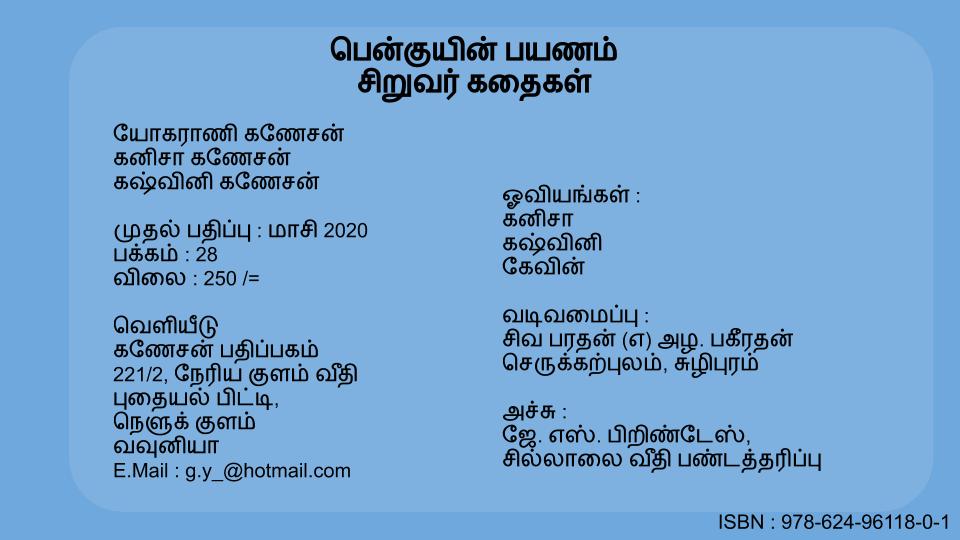 பென்குயின் பயணம்
சிறுவர் கதைகள்
யோகராணி கணேசன்
கனிசா கணேசன்
கஷ்வினி கணேசன்
முதல் பதிப்பு : மாசி 2020
பக்கம் : 28
விலை : 250 /=
வெளியீடு
கணேசன் பதிப்பகம்
221/2, நேரிய குளம் வீதி
புதையல் பிட்டி,
நெளுக் குளம்
வவுனியா
E.Mail : g.y_@hotmail.com
ஓவியங்கள் :
கனிசா
கஷ்வினி
கேவின்
வடிவமைப்பு :
சிவ பரதன் (எ) அழ. பகீரதன்
செருக்கற்புலம், சுழிபுரம்
அச்சு :
ஜே. எஸ். பிறிண்டேஸ்,
சில்லாலை வீதி பண்டத்தரிப்பு
ISBN : 978-624-96118-0-1